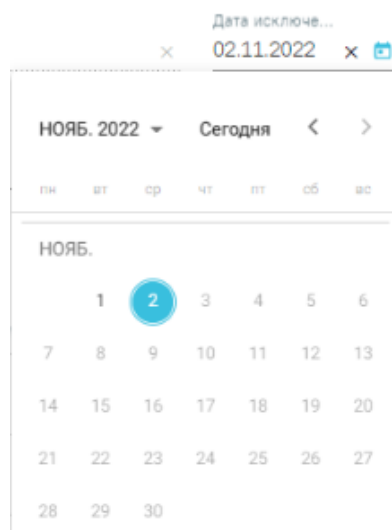 Дата исключе...
02.11.2022
НОЯБ. 2022 Сегодня
пн вт ср чт пт сб вс
НОЯБ.
1 2 3 4 5 6
7 8 9 10 11 12 13
14 15 16 17 18 19 20
21 22 23 24 25 26 27
28 29 30